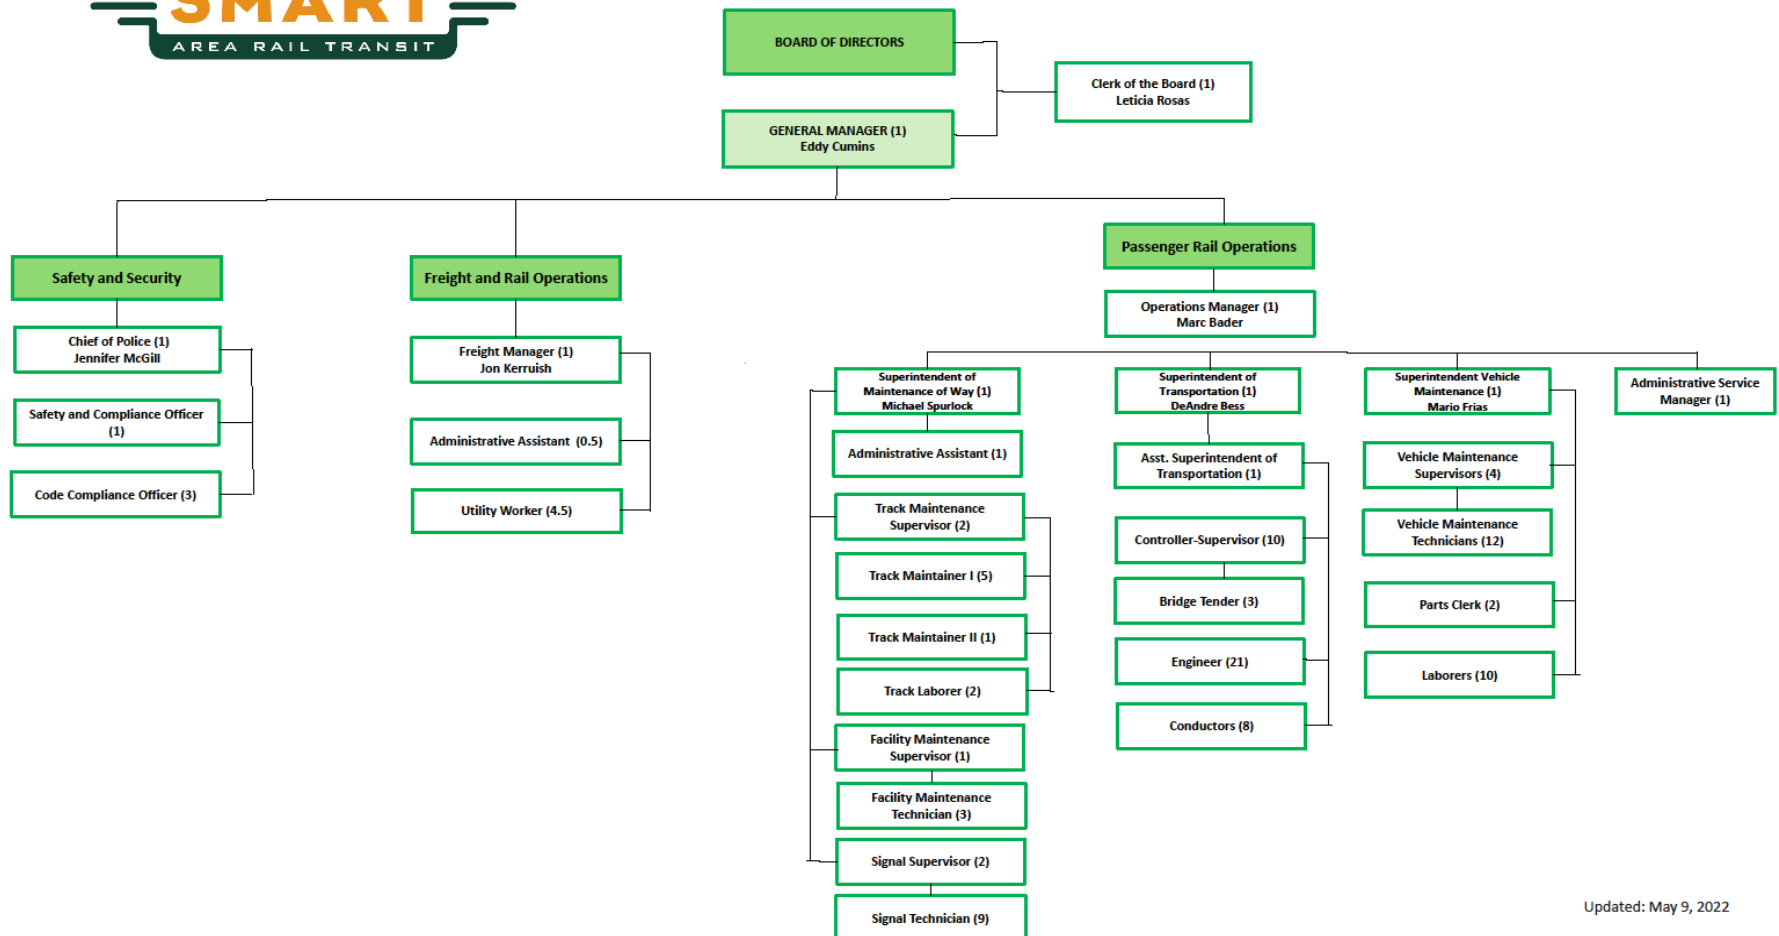 SMART
AREA RAIL TRANSIT
BOARD OF DIRECTORS
Clerk of the Board (1)
Leticia Rosas
GENERAL MANAGER (1)
Eddy Cumins
Safety and Security
Chief of Police (1)
Jennifer McGill
Safety and Compliance Officer
(1)
Code Compliance Officer (3)
Freight and Rail Operations
Freight Manager (1)
Jon Kerruish
Administrative Assistant (0.5)
Utility Worker (4.5)
Passenger Rail Operations
Operations Manager (1)
Marc Bader
Superintendent of
Maintenance of Way (1)
Michael Spurlock
Administrative Assistant (1)
Track Maintenance
Supervisor (2)
Track Maintainer I (5)
Track Maintainer II (1)
Track Laborer (2)
Facility Maintenance
Supervisor (1)
Facility Maintenance
Technician (3)
Signal Supervisor (2)
Signal Technician (9)
Superintendent of
Transportation (1)
DeAndre Bess
Asst. Superintendent of
Transportation (1)
Controller-Supervisor (10)
Bridge Tender (3)
Engineer (21)
Conductors (8)
Superintendent Vehicle
Maintenance (1)
Mario Frias
Vehicle Maintenance
Supervisors (4)
Vehicle Maintenance
Technicians (12)
Parts Clerk (2)
Laborers (10)
Administrative Service
Manager (1)
Updated: May 9, 2022